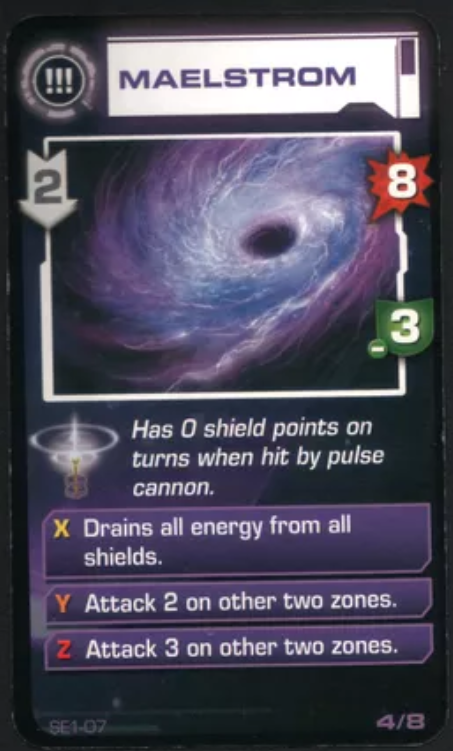 !!! MAELSTROM
2
8
-3
Has 0 shield points on
turns when hit by pulse
cannon.
X Drains all energy from all
shields.
Y Attack 2 on other two zones.
Z Attack 3 on other two zones.
SE1-07 4/8